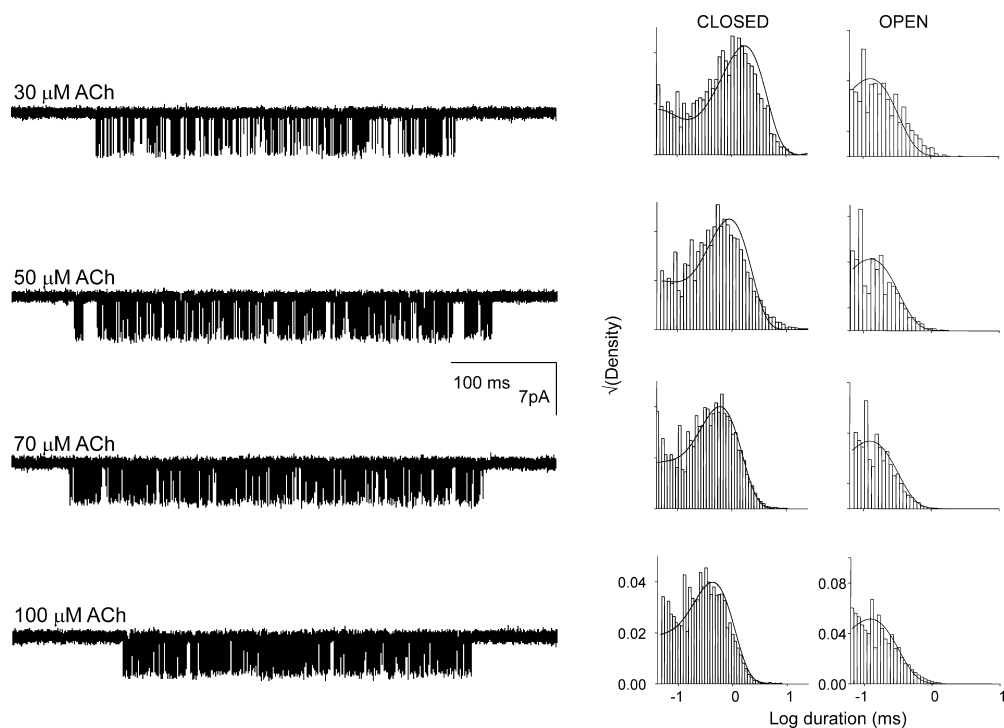 CLOSED
OPEN
30 μM ACh
50 μM ACh
100 ms
7pA
√(Density)
70 μM ACh
100 μM ACh
0.04
0.02
0.00
0.08
0.04
0.00
-1
0
1
-1
0
1
Log duration (ms)